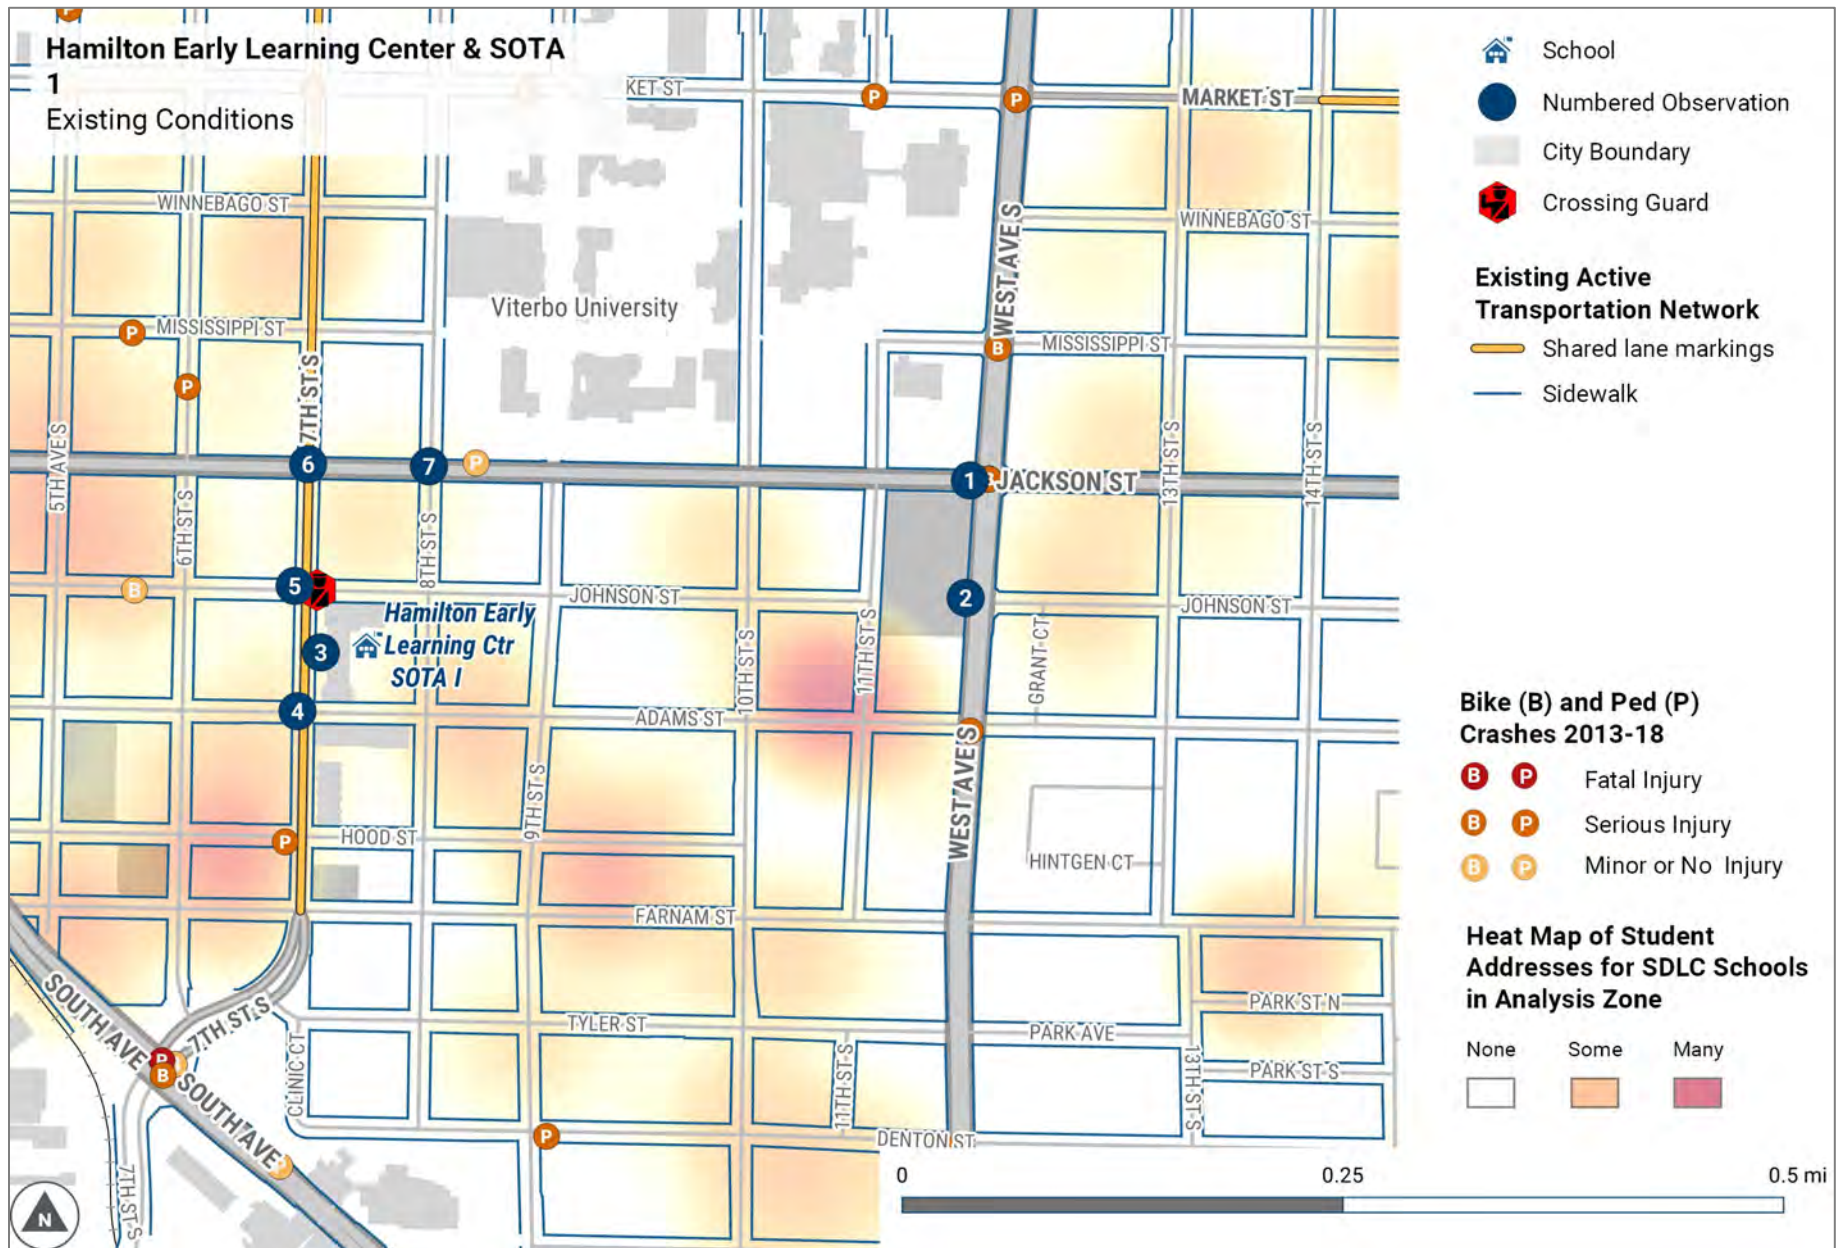 Hamilton Early Learning Center & SOTA
1
Existing Conditions
KET ST
P
P
P
MARKET ST
WINNEBAGO ST
WEST AVE S
WINNEBAGO ST
Viterbo University
P
MISSISSIPPI ST
B
MISSISSIPPI ST
7TH ST S
P
5TH AVE S
6TH ST S
6
7
P
1
JACKSON ST
13TH ST S
14TH ST S
8TH ST S
B
5
JOHNSON ST
2
JOHNSON ST
Hamilton Early
Learning Ctr
SOTA I
3
10TH ST S
11TH ST S
GRANT CT
4
ADAMS ST
WEST AVE S
9TH ST S
P
HOOD ST
HINTGEN CT
FARNAM ST
SOUTH AVE
7TH ST S
TYLER ST
PARK AVE
PARK ST N
PARK ST S
P
B
SOUTH AVE
CLINIC CT
11TH ST S
13TH ST S
P
DENTON ST
7TH ST S
P
N
0
0.25
0.5 mi
School
Numbered Observation
City Boundary
Crossing Guard
Existing Active
Transportation Network
Shared lane markings
Sidewalk
Bike (B) and Ped (P)
Crashes 2013-18
B P Fatal Injury
B P Serious Injury
B P Minor or No Injury
Heat Map of Student
Addresses for SDLC Schools
in Analysis Zone
None Some Many